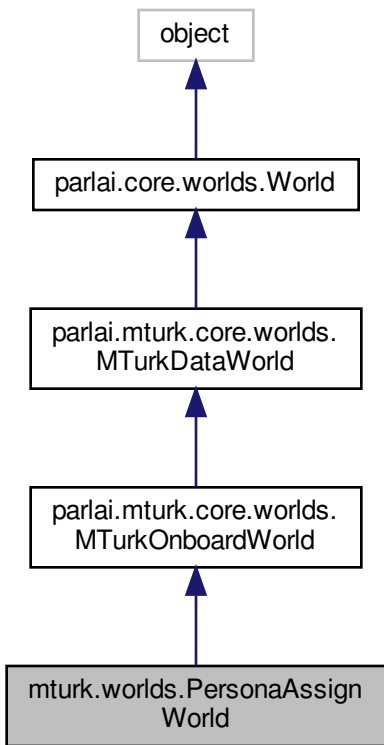 object
parlai.core.worlds.World
parlai.mturk.core.worlds.
MTurkDataWorld
parlai.mturk.core.worlds.
MTurkOnboardWorld
mturk.worlds.PersonaAssign
World